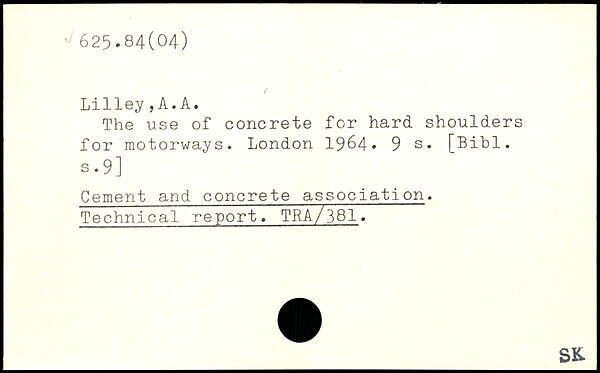 625.84(04)
Lilley,A.A.
The use of concrete for hard shoulders
for motorways. London 1964. 9 s. [Bibl.
s.9]
Cement and concrete association.
Technical report. TRA/381.
SK